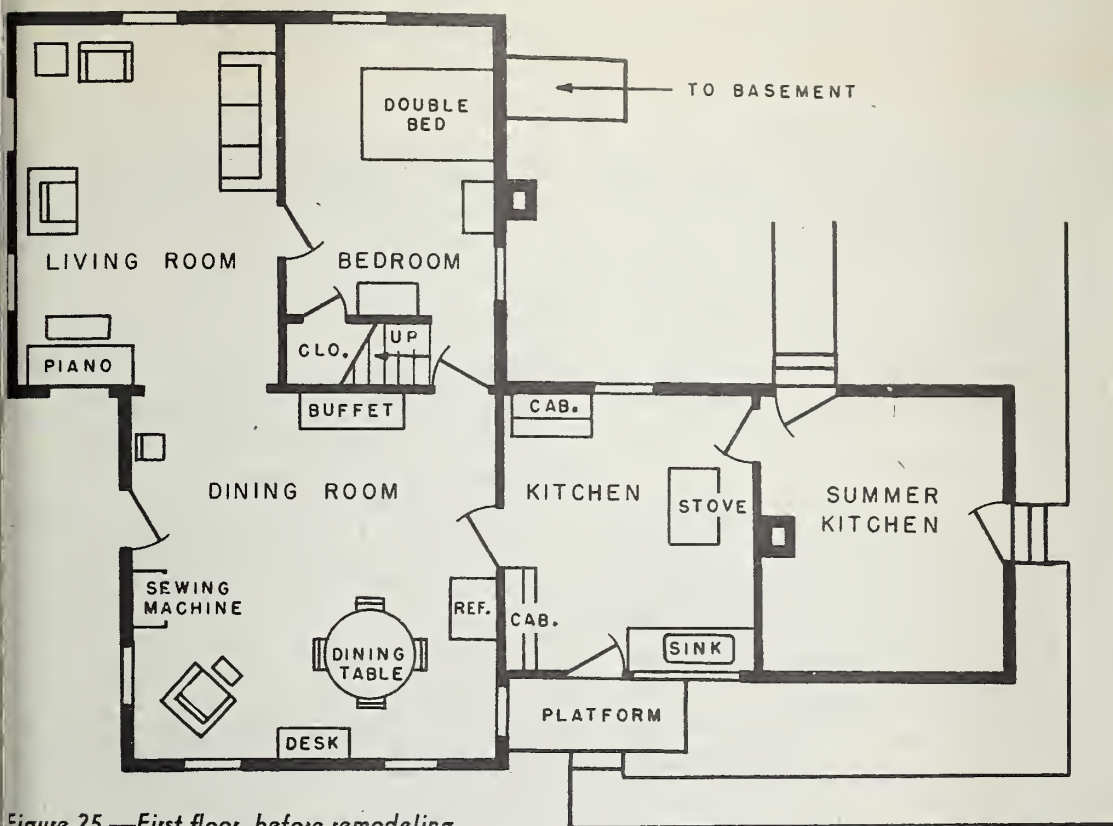 DOUBLE
BED
TO BASEMENT
LIVING ROOM
BEDROOM
PIANO
CLO.
UP
BUFFET
CAB.
DINING ROOM
KITCHEN
STOVE
SUMMER
KITCHEN
SEWING
MACHINE
REF.
CAB.
DINING
TABLE
SINK
DESK
PLATFORM
Figure 25.—First floor, before remodeling